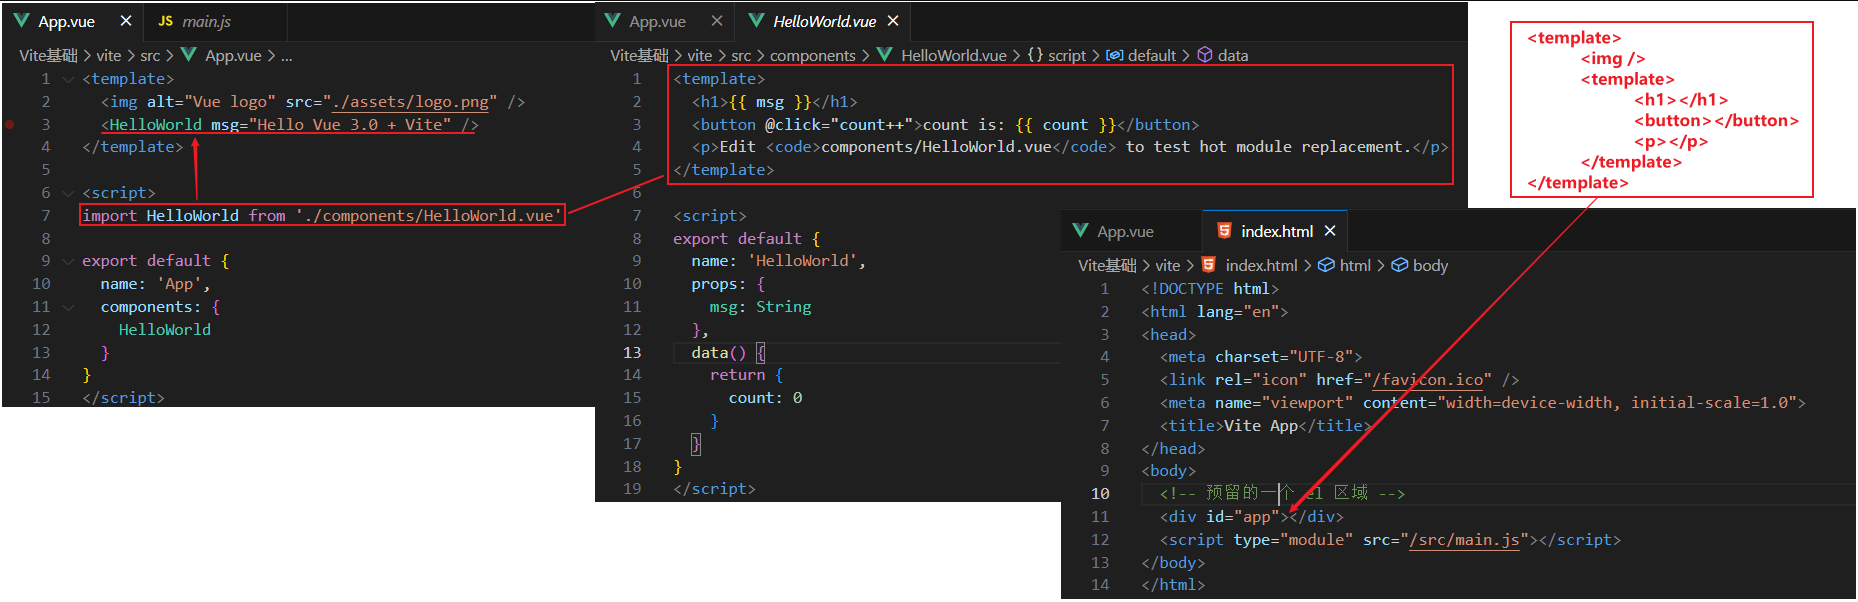 App.vue
JS main.js
Vite基础 > vite > src > App.vue > ...
1 <template>
2 <img alt="Vue logo" src="./assets/logo.png" />
3 <HelloWorld msg="Hello Vue 3.0 + Vite" />
4 </template>
5
6 <script>
7 import HelloWorld from './components/HelloWorld.vue'
8
9 export default {
10 name: 'App',
11 components: {
12 HelloWorld
13 }
14 }
15 </script>
App.vue
HelloWorld.vue
Vite基础 > vite > src > components > HelloWorld.vue > {} script > default > data
1 <template>
2 <h1>{{ msg }}</h1>
3 <button @click="count++">count is: {{ count }}</button>
4 <p>Edit <code>components/HelloWorld.vue</code> to test hot module replacement.</p>
5 </template>
6
7 <script>
8 export default {
9 name: 'HelloWorld',
10 props: {
11 msg: String
12 },
13 data() {
14 return {
15 count: 0
16 }
17 }
18 }
19 </script>
<template>
<img />
<template>
<h1></h1>
<button></button>
<p></p>
</template>
</template>
App.vue
index.html
Vite基础 > vite > index.html > html > body
1 <!DOCTYPE html>
2 <html lang="en">
3 <head>
4 <meta charset="UTF-8">
5 <link rel="icon" href="/favicon.ico" />
6 <meta name="viewport" content="width=device-width, initial-scale=1.0">
7 <title>Vite App</title>
8 </head>
9 <body>
10 <!-- 预留的一个 el 区域 -->
11 <div id="app"></div>
12 <script type="module" src="/src/main.js"></script>
13 </body>
14 </html>